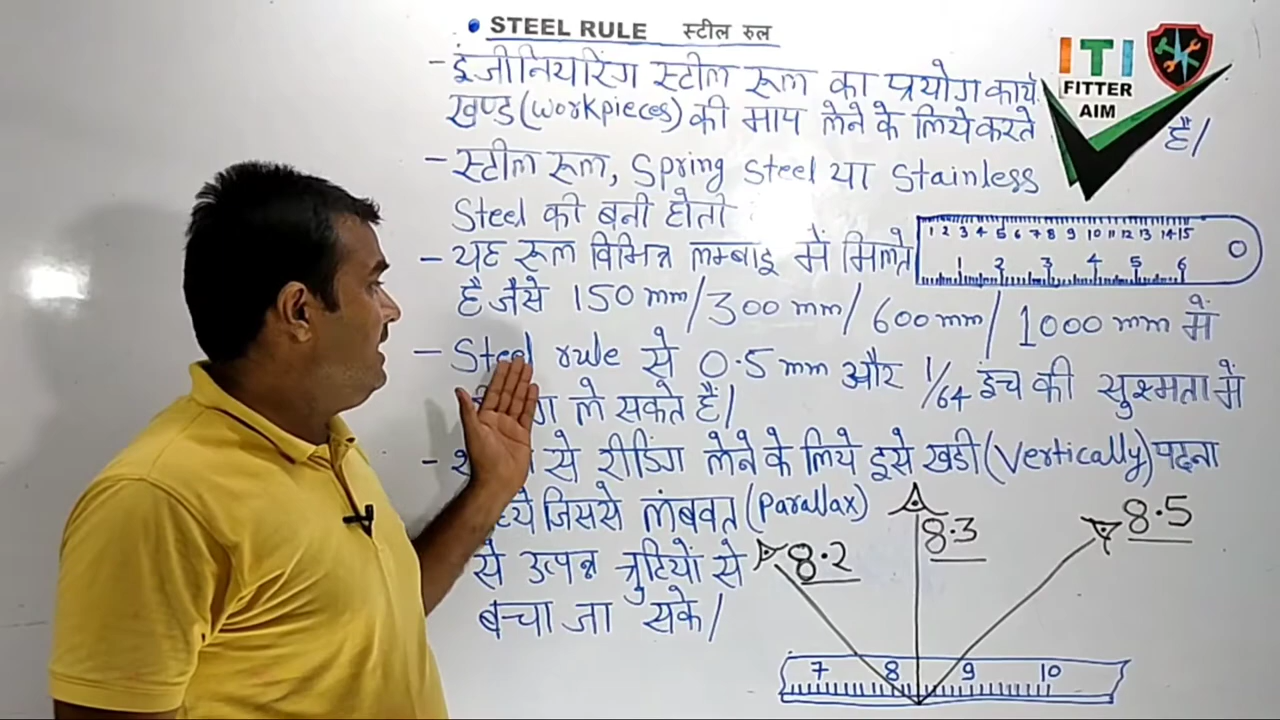 • STEEL RULE स्टील रुल
ITI
FITTER
AIM
- इंजीनियरिंग स्टील रूल का प्रयोग कार्य
खण्ड (workpieces) की माप लेने के लिये करते
है।
- स्टील रूल, Spring Steel या Stainless
Steel की बनी होती
- यह रूल विभिन्न लम्बाइ में मिलते
है जैसे 150 mm/300 mm/600 mm/1000 mm में
1 2 3 4 5 6 7 8 9 10 11 12 13 14 15
1 2 3 4 5 6
- Steel rule से 0.5 mm और 1/64 इंच की सुश्मता में
ले सकते हैं।
- से रीडिंग लेने के लिये इसे खडी (Vertically) पढना
जिससे लंबवत (Parallax)
से उत्पन्न त्रुटियों से
बचा जा सके।
8.2
8.3
8.5
7 8 9 10